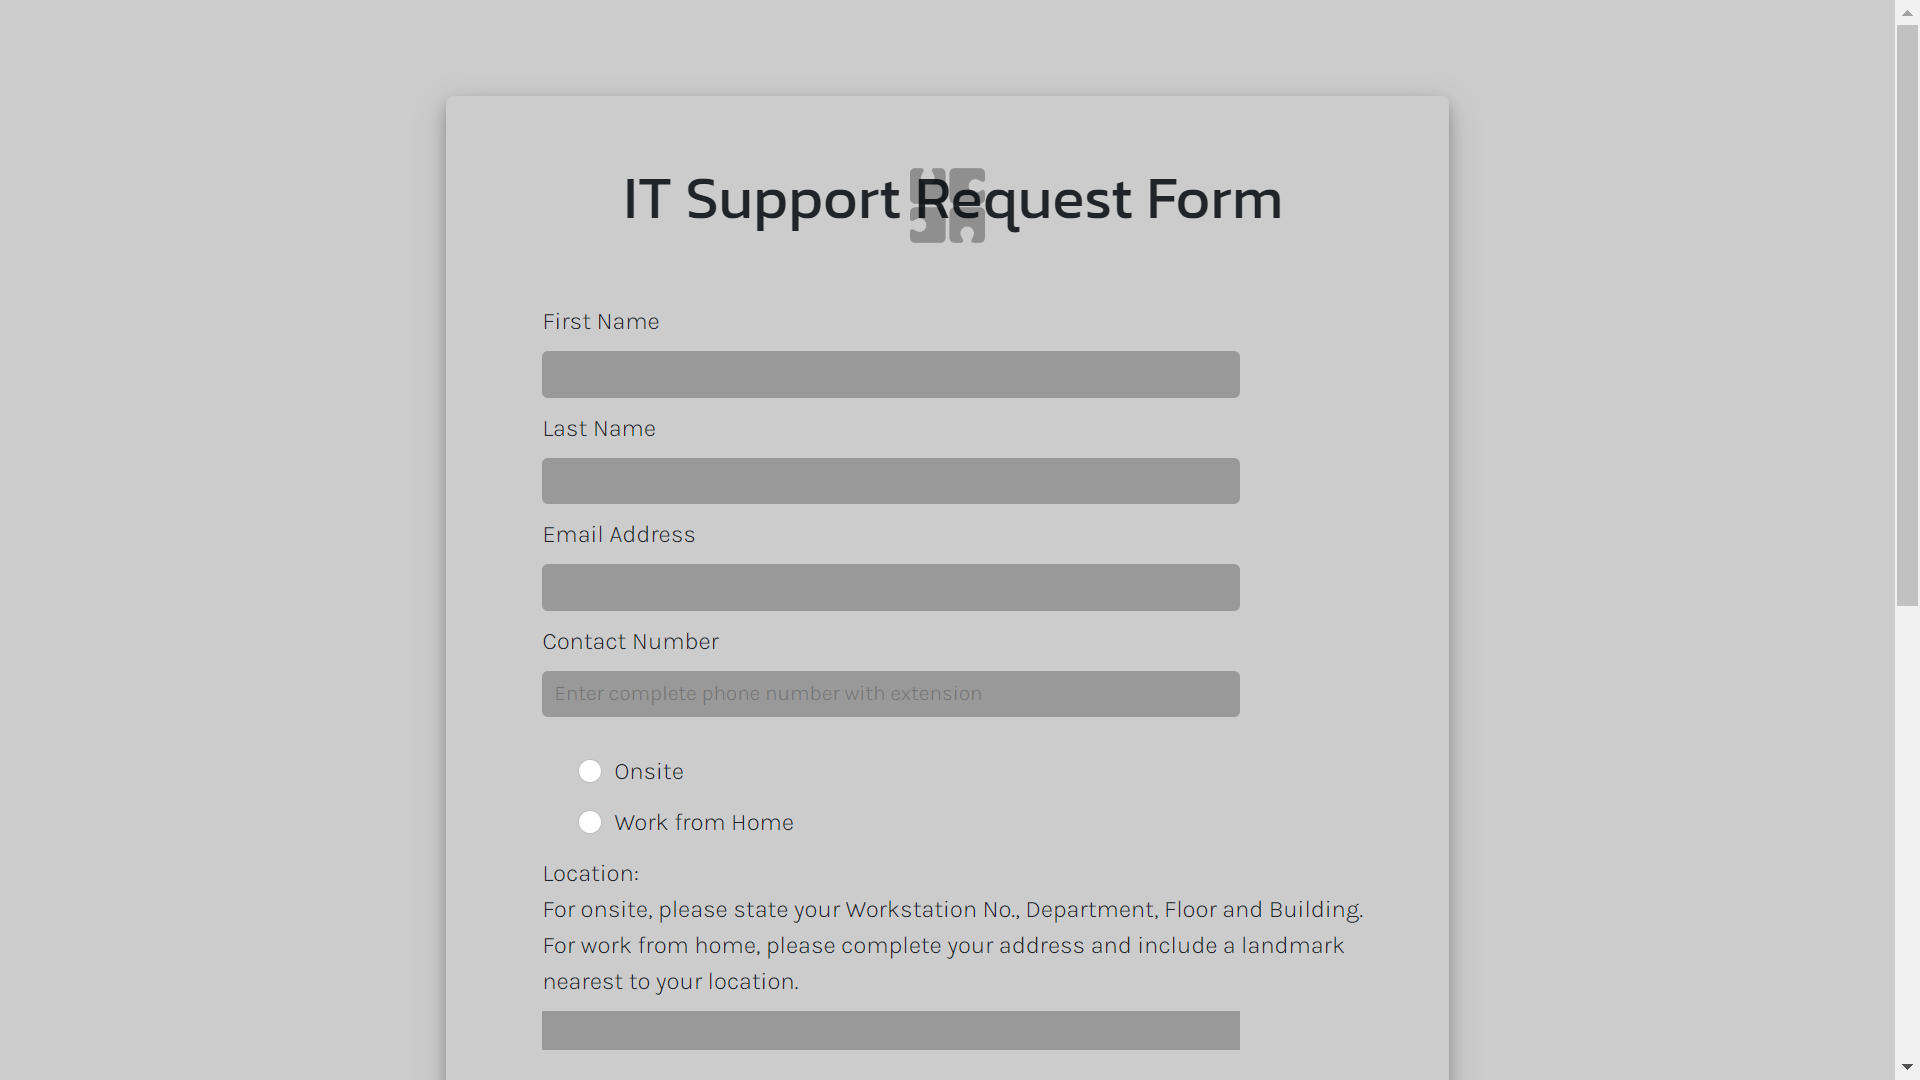 IT Support Request Form
First Name
Last Name
Email Address
Contact Number
Enter complete phone number with extension
Onsite
Work from Home
Location:
For onsite, please state your Workstation No., Department, Floor and Building.
For work from home, please complete your address and include a landmark
nearest to your location.